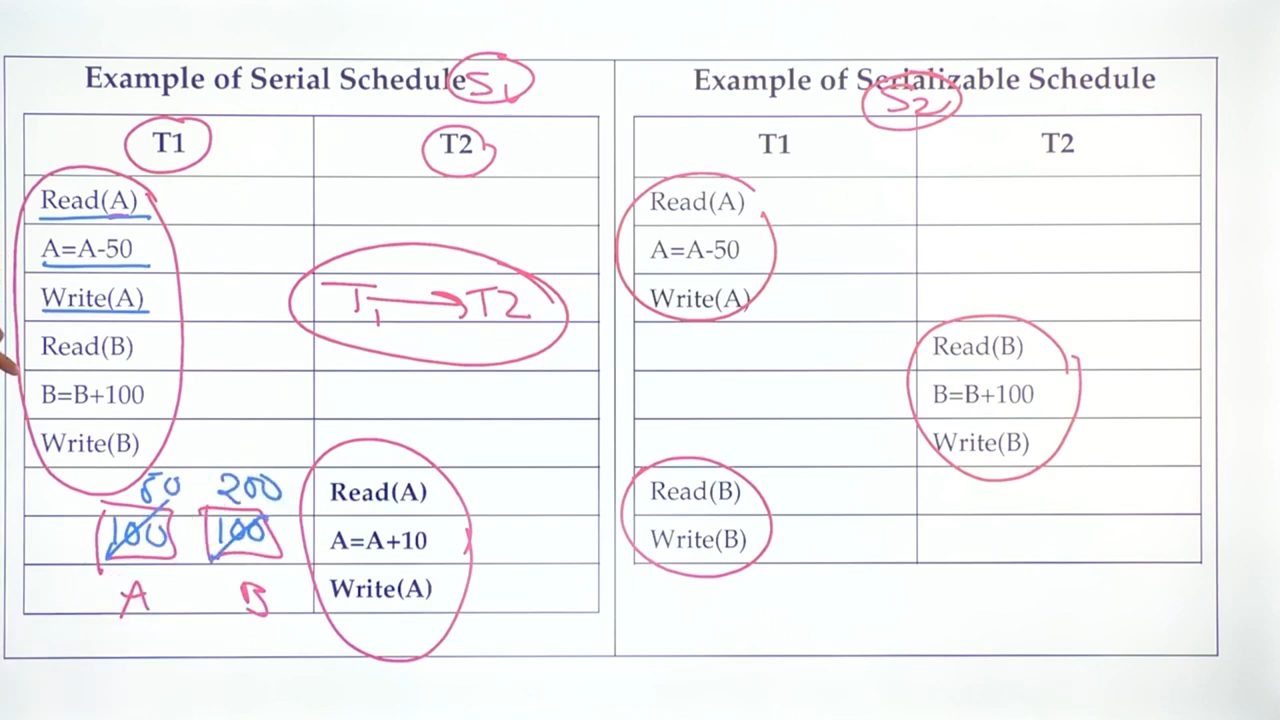 Example of Serial Schedule S1
T1 T2
Read(A)
A=A-50
Write(A)
T1 → T2
Read(B)
B=B+100
Write(B)
50 200
Read(A)
100 100
A=A+10
A B
Write(A)
Example of Serializable Schedule
S2
T1 T2
Read(A)
A=A-50
Write(A)
Read(B)
B=B+100
Write(B)
Read(B)
Write(B)